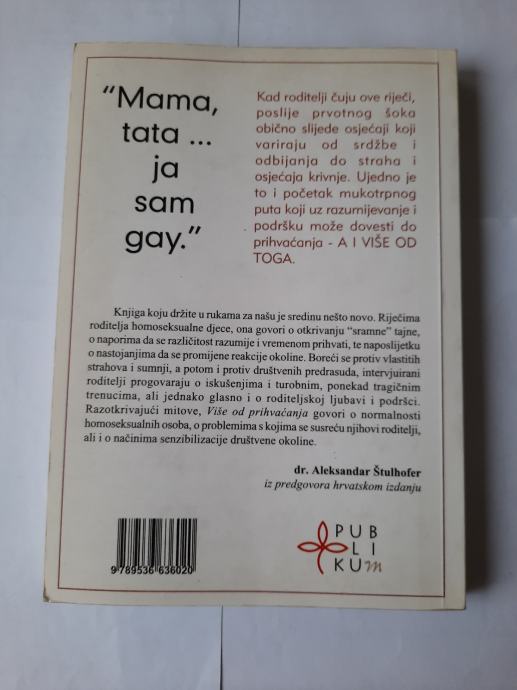 “Mama,
tata ...
ja
sam
gay.”
Kad roditelji čuju ove riječi,
poslije prvotnog šoka
obično slijede osjećaji koji
variraju od srdžbe i
odbijanja do straha i
osjećaja krivnje. Ujedno je
to i početak mukotrpnog
puta koji uz razumijevanje i
podršku može dovesti do
prihvaćanja - A I VIŠE OD
TOGA.
Knjiga koju držite u rukama za našu je sredinu nešto novo. Riječima
roditelja homoseksualne djece, ona govori o otkrivanju “sramne” tajne,
o naporima da se različitost razumije i vremenom prihvati, te naposlijetku
o nastojanjima da se promijene reakcije okoline. Boreći se protiv vlastitih
strahova i sumnji, a potom i protiv društvenih predrasuda, intervjuirani
roditelji progovaraju o iskušenjima i turobnim, ponekad tragičnim
trenucima, ali jednako glasno i o roditeljskoj ljubavi i podršci.
Razotkrivajući mitove, Više od prihvaćanja govori o normalnosti
homoseksualnih osoba, o problemima s kojima se susreću njihovi roditelji,
ali i o načinima senzibilizacije društvene okoline.
dr. Aleksandar Štulhofer
iz predgovora hrvatskom izdanju
9 789536 636020
PUB
LI
KUm